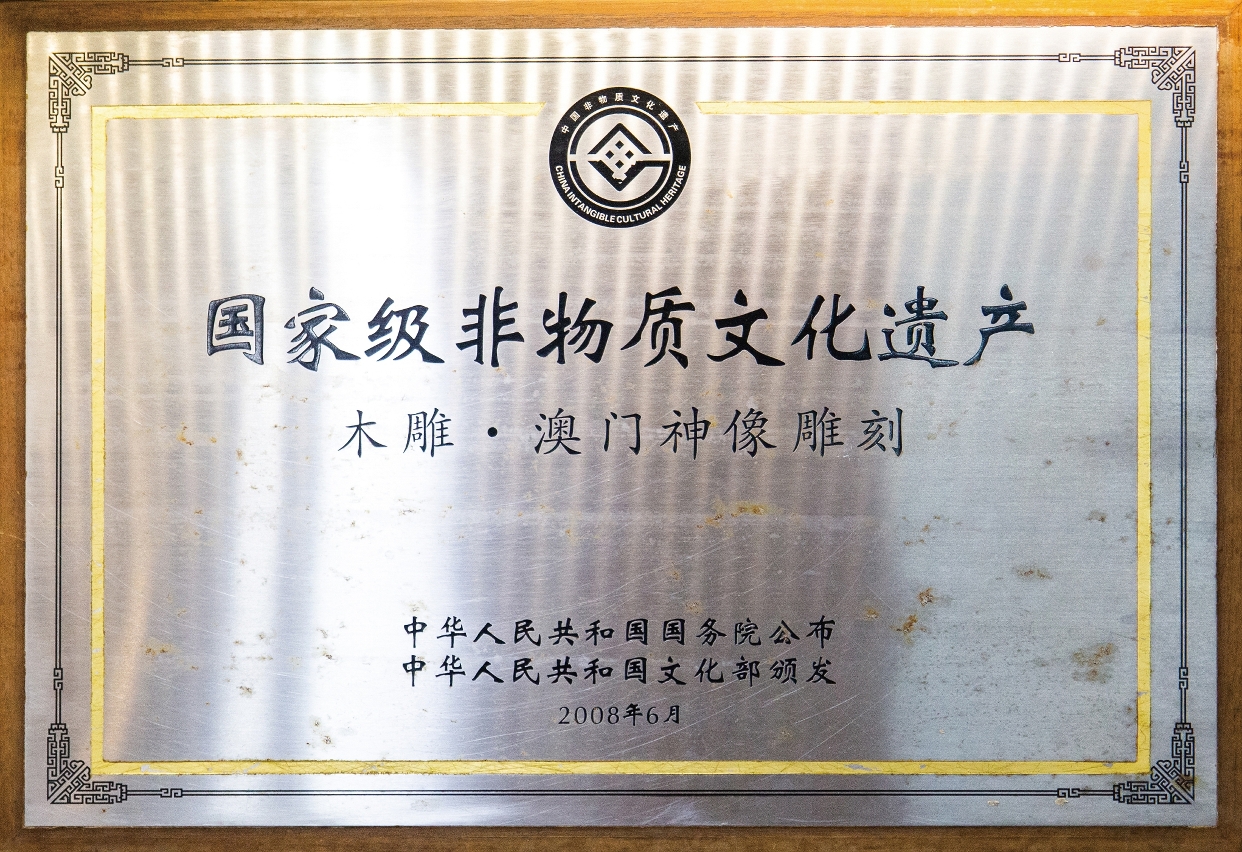 中国非物质文化遗产
CHINA INTANGIBLE CULTURAL HERITAGE
国家级非物质文化遗产
木雕·澳门神像雕刻
中华人民共和国国务院公布
中华人民共和国文化部颁发
2008年6月